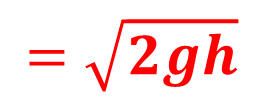 = √2gh